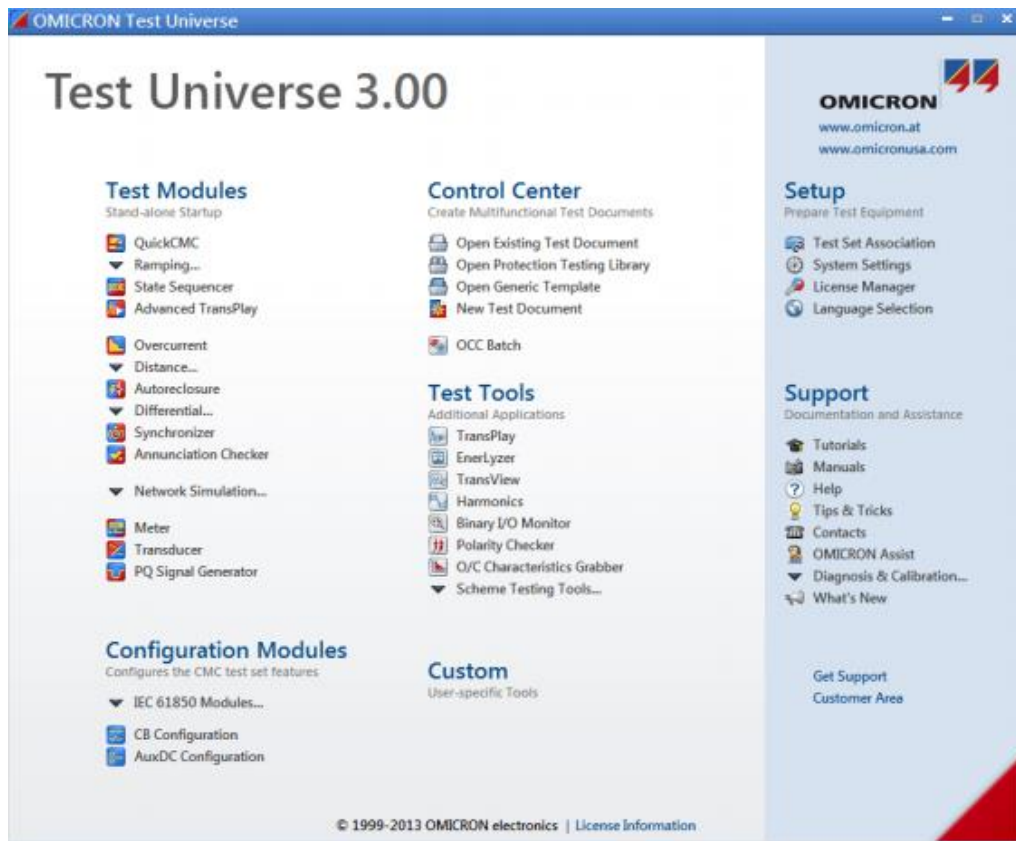 OMICRON Test Universe
Test Universe 3.00
Test Modules
Stand-alone Startup
QuickCMC
Ramping...
State Sequencer
Advanced TransPlay
Overcurrent
Distance...
Autoreclosure
Differential...
Synchronizer
Annunciation Checker
Network Simulation...
Meter
Transducer
PQ Signal Generator
Configuration Modules
Configures the CMC test set features
IEC 61850 Modules...
CB Configuration
AuxDC Configuration
Control Center
Create Multifunctional Test Documents
Open Existing Test Document
Open Protection Testing Library
Open Generic Template
New Test Document
OCC Batch
Test Tools
Additional Applications
TransPlay
EnerLyzer
TransView
Harmonics
Binary I/O Monitor
Polarity Checker
O/C Characteristics Grabber
Scheme Testing Tools...
Custom
User-specific Tools
OMICRON
www.omicron.at
www.omicronusa.com
Setup
Prepare Test Equipment
Test Set Association
System Settings
License Manager
Language Selection
Support
Documentation and Assistance
Tutorials
Manuals
Help
Tips & Tricks
Contacts
OMICRON Assist
Diagnosis & Calibration...
What's New
Get Support
Customer Area
© 1999-2013 OMICRON electronics | License Information